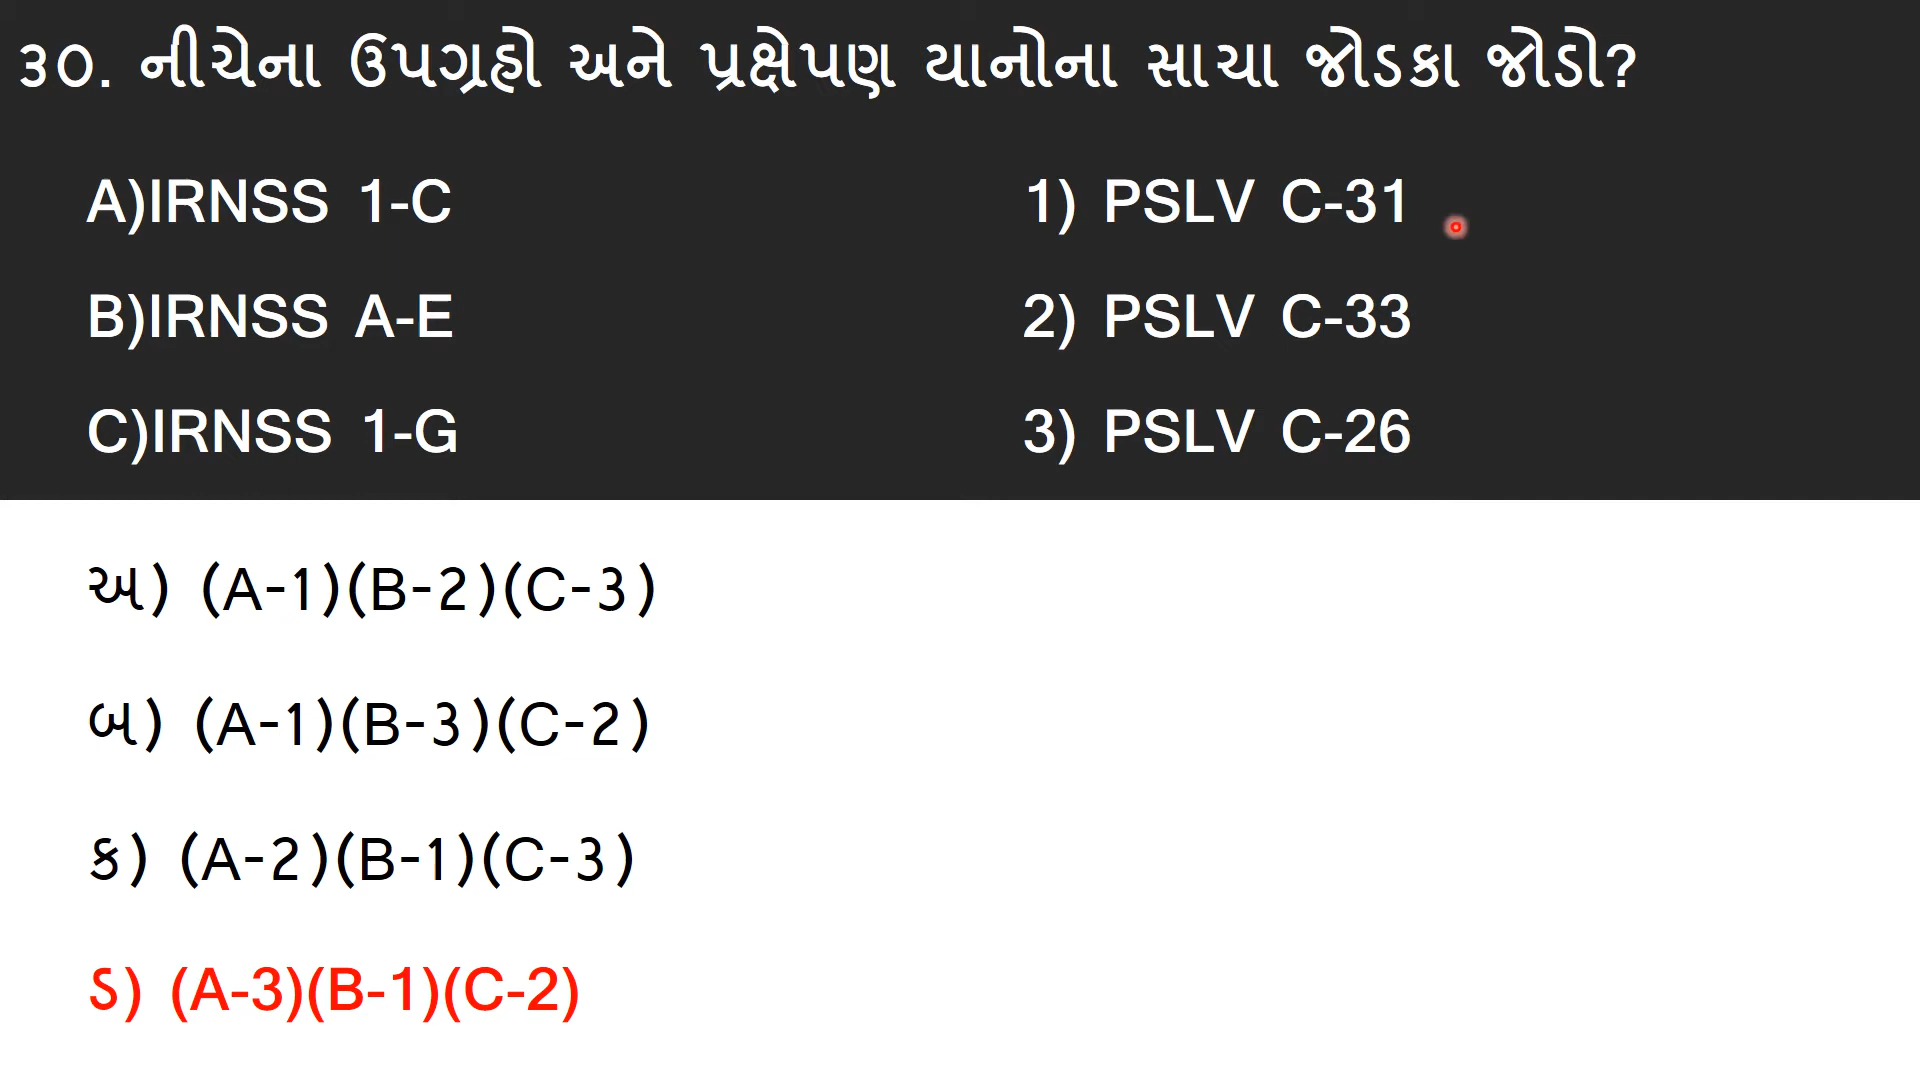 ૩૦. નીચેના ઉપગ્રહો અને પ્રક્ષેપણ યાનોના સાચા જોડકા જોડો?
A)IRNSS 1-C 1) PSLV C-31
B)IRNSS A-E 2) PSLV C-33
C)IRNSS 1-G 3) PSLV C-26
અ) (A-1)(B-2)(C-3)
બ) (A-1)(B-3)(C-2)
ક) (A-2)(B-1)(C-3)
ડ) (A-3)(B-1)(C-2)